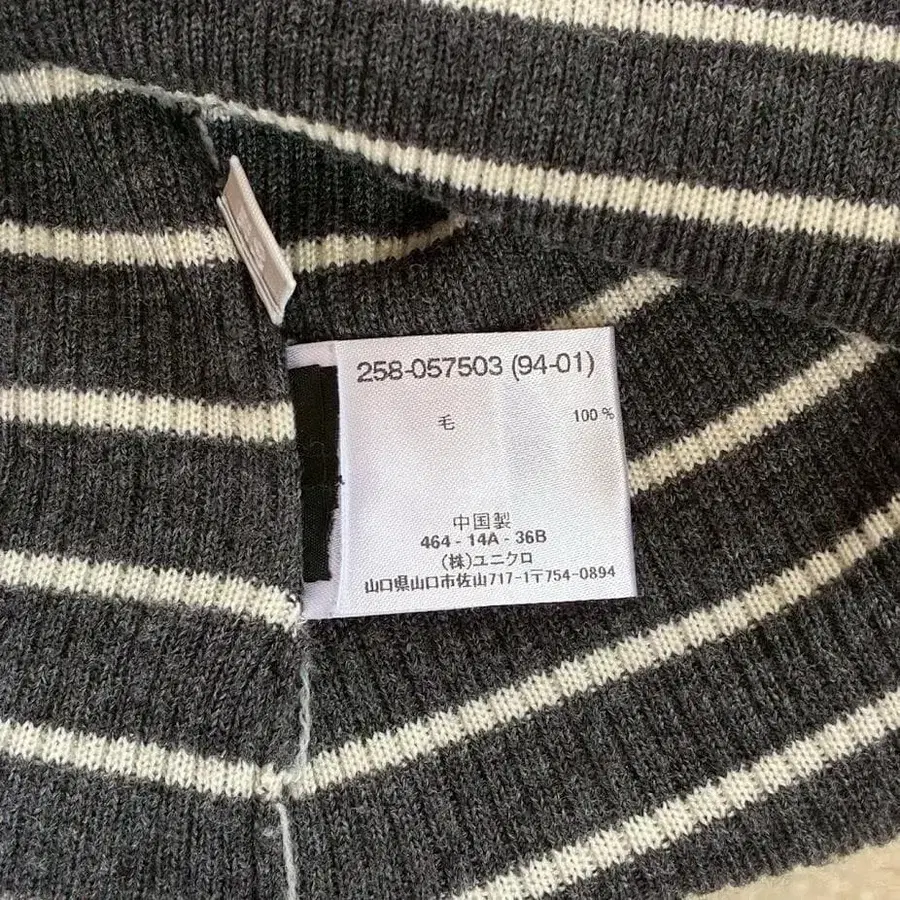 258-057503 (94-01)
毛 100 %
中国製
464 - 14A - 36B
(株)ユニクロ
山口県山口市佐山717-1〒754-0894